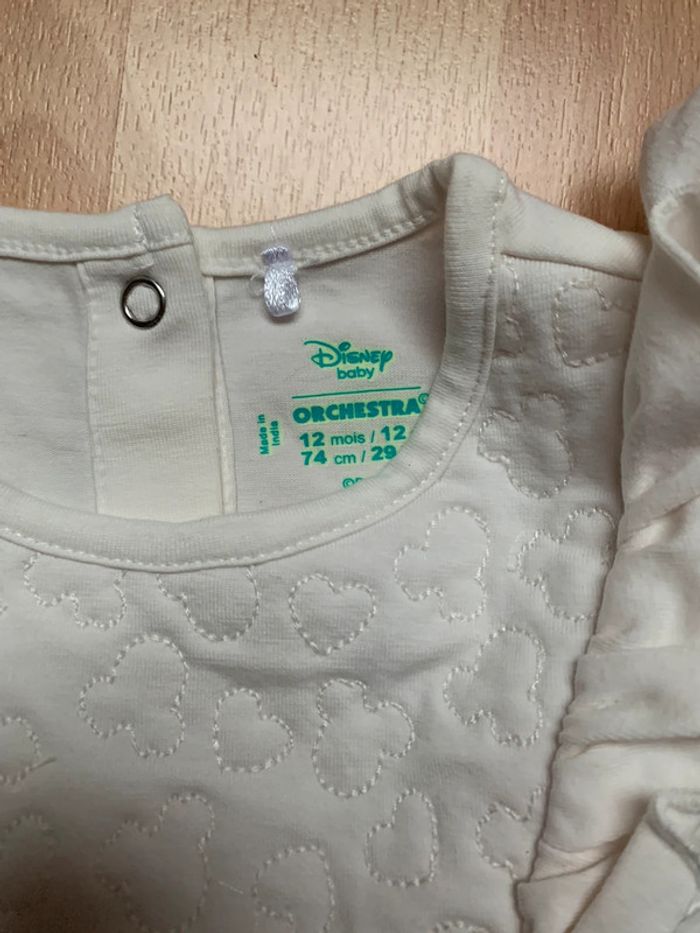 Disney
baby
ORCHESTRA
Made in
India
12 mois / 12
74 cm / 29